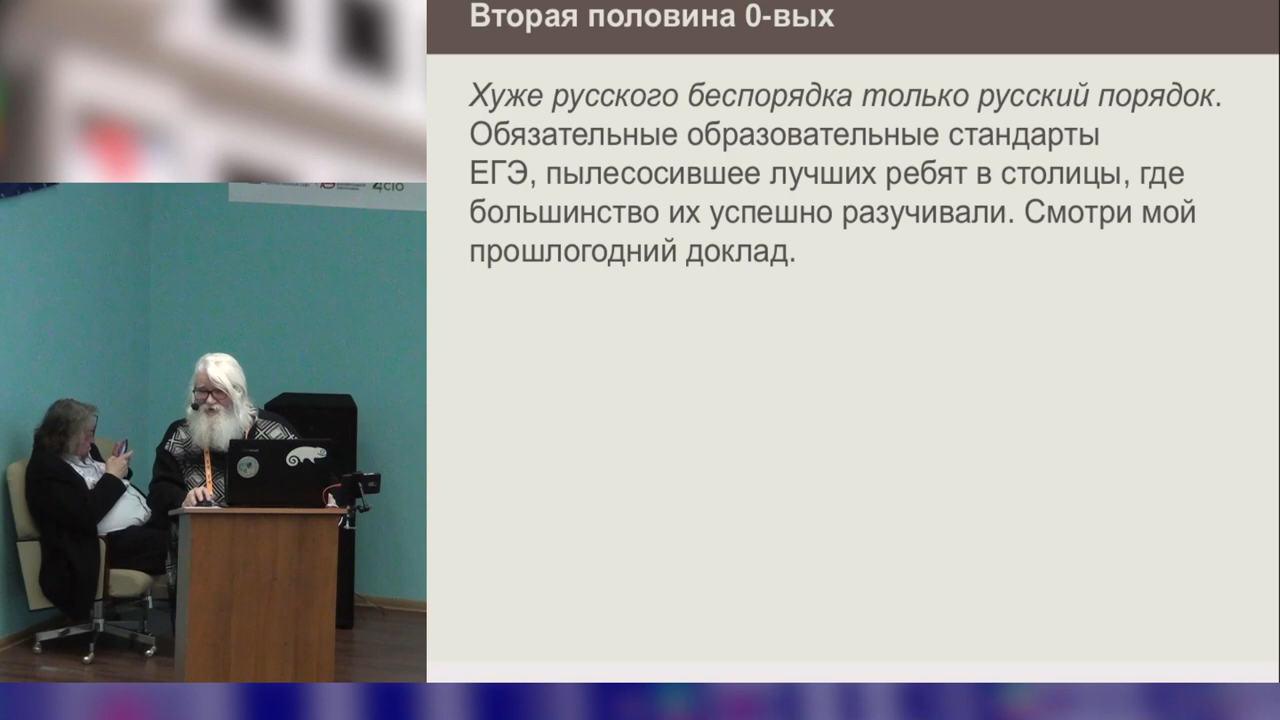 Вторая половина 0-вых
Хуже русского беспорядка только русский порядок.
Обязательные образовательные стандарты
ЕГЭ, пылесосившее лучших ребят в столицы, где
большинство их успешно разучивали. Смотри мой
прошлогодний доклад.